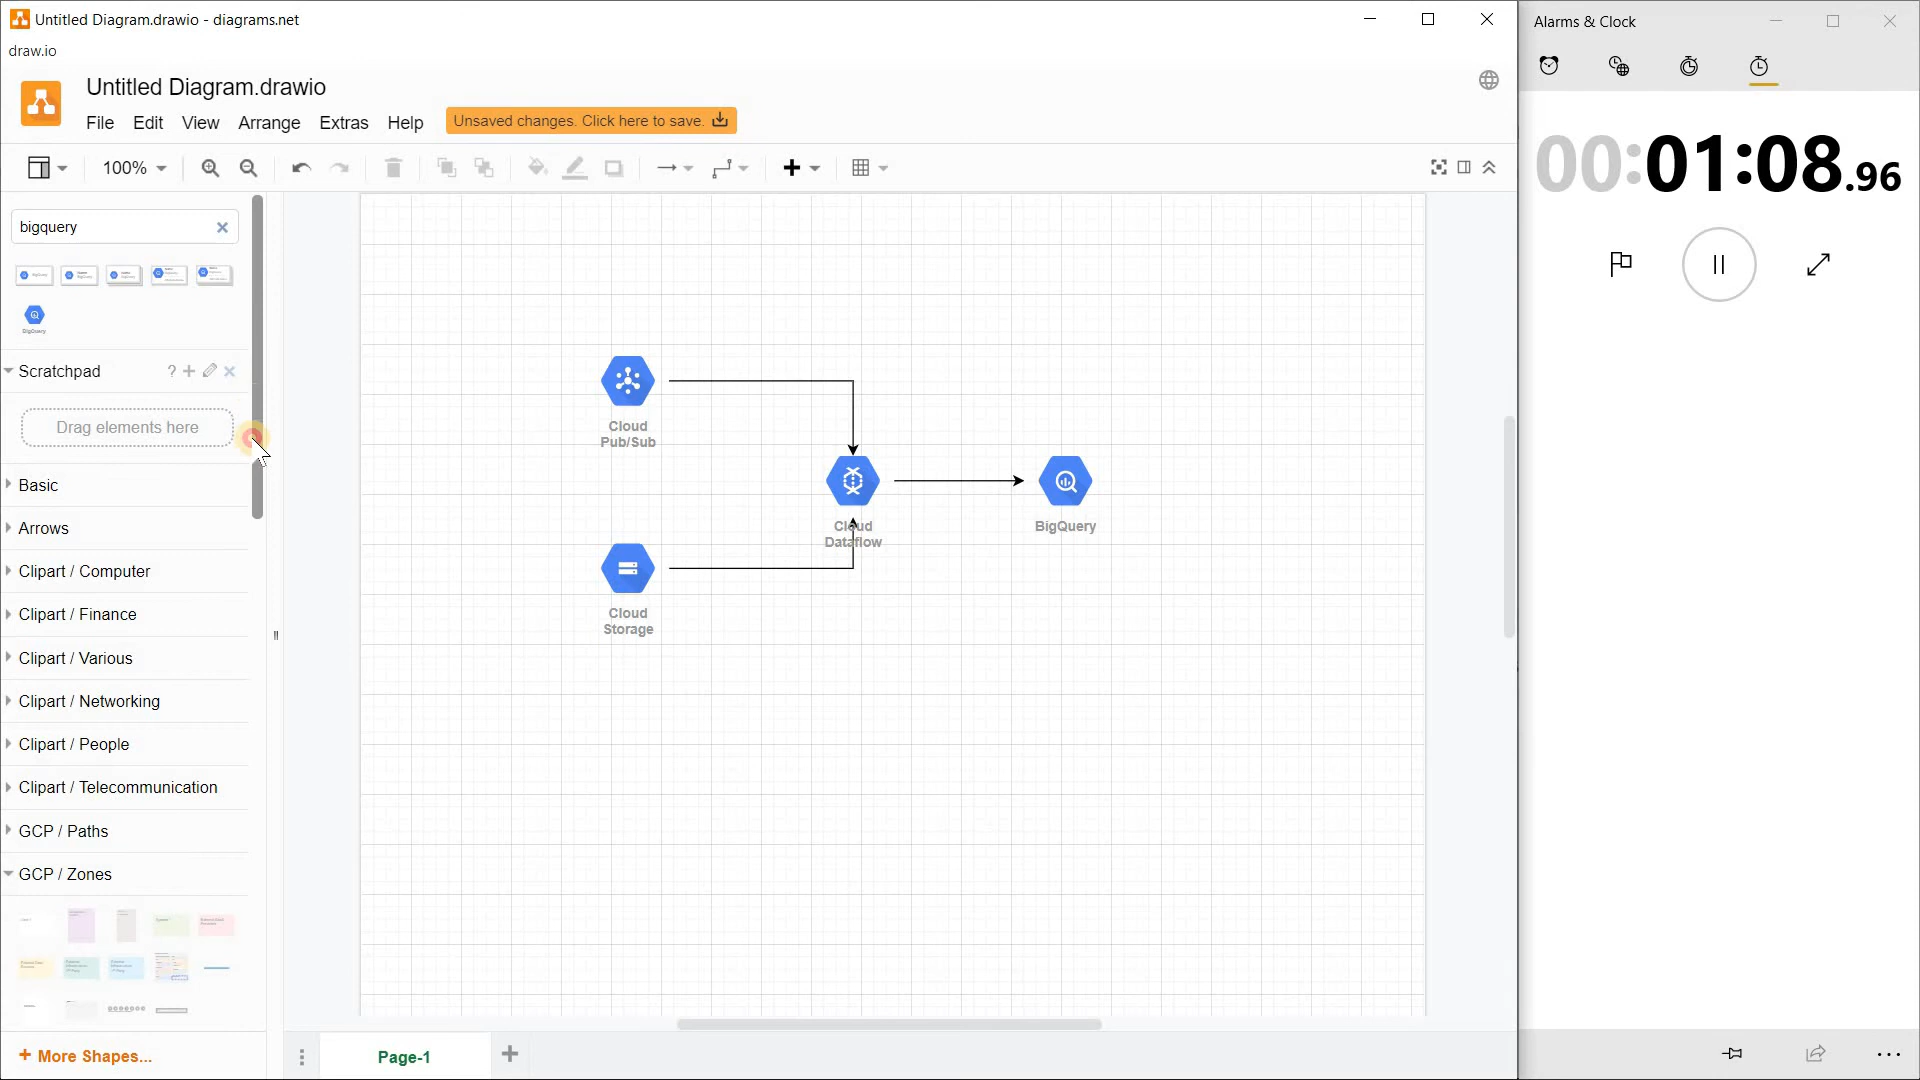 Untitled Diagram.drawio - diagrams.net
draw.io
Untitled Diagram.drawio
File Edit View Arrange Extras Help
Unsaved changes. Click here to save.
100%
bigquery
BigQuery
Scratchpad
?
Drag elements here
Basic
Arrows
Clipart / Computer
Clipart / Finance
Clipart / Various
Clipart / Networking
Clipart / People
Clipart / Telecommunication
GCP / Paths
GCP / Zones
+ More Shapes...
Cloud
Pub/Sub
Cloud
Dataflow
BigQuery
Cloud
Storage
Page-1
Alarms & Clock
00:01:08.96